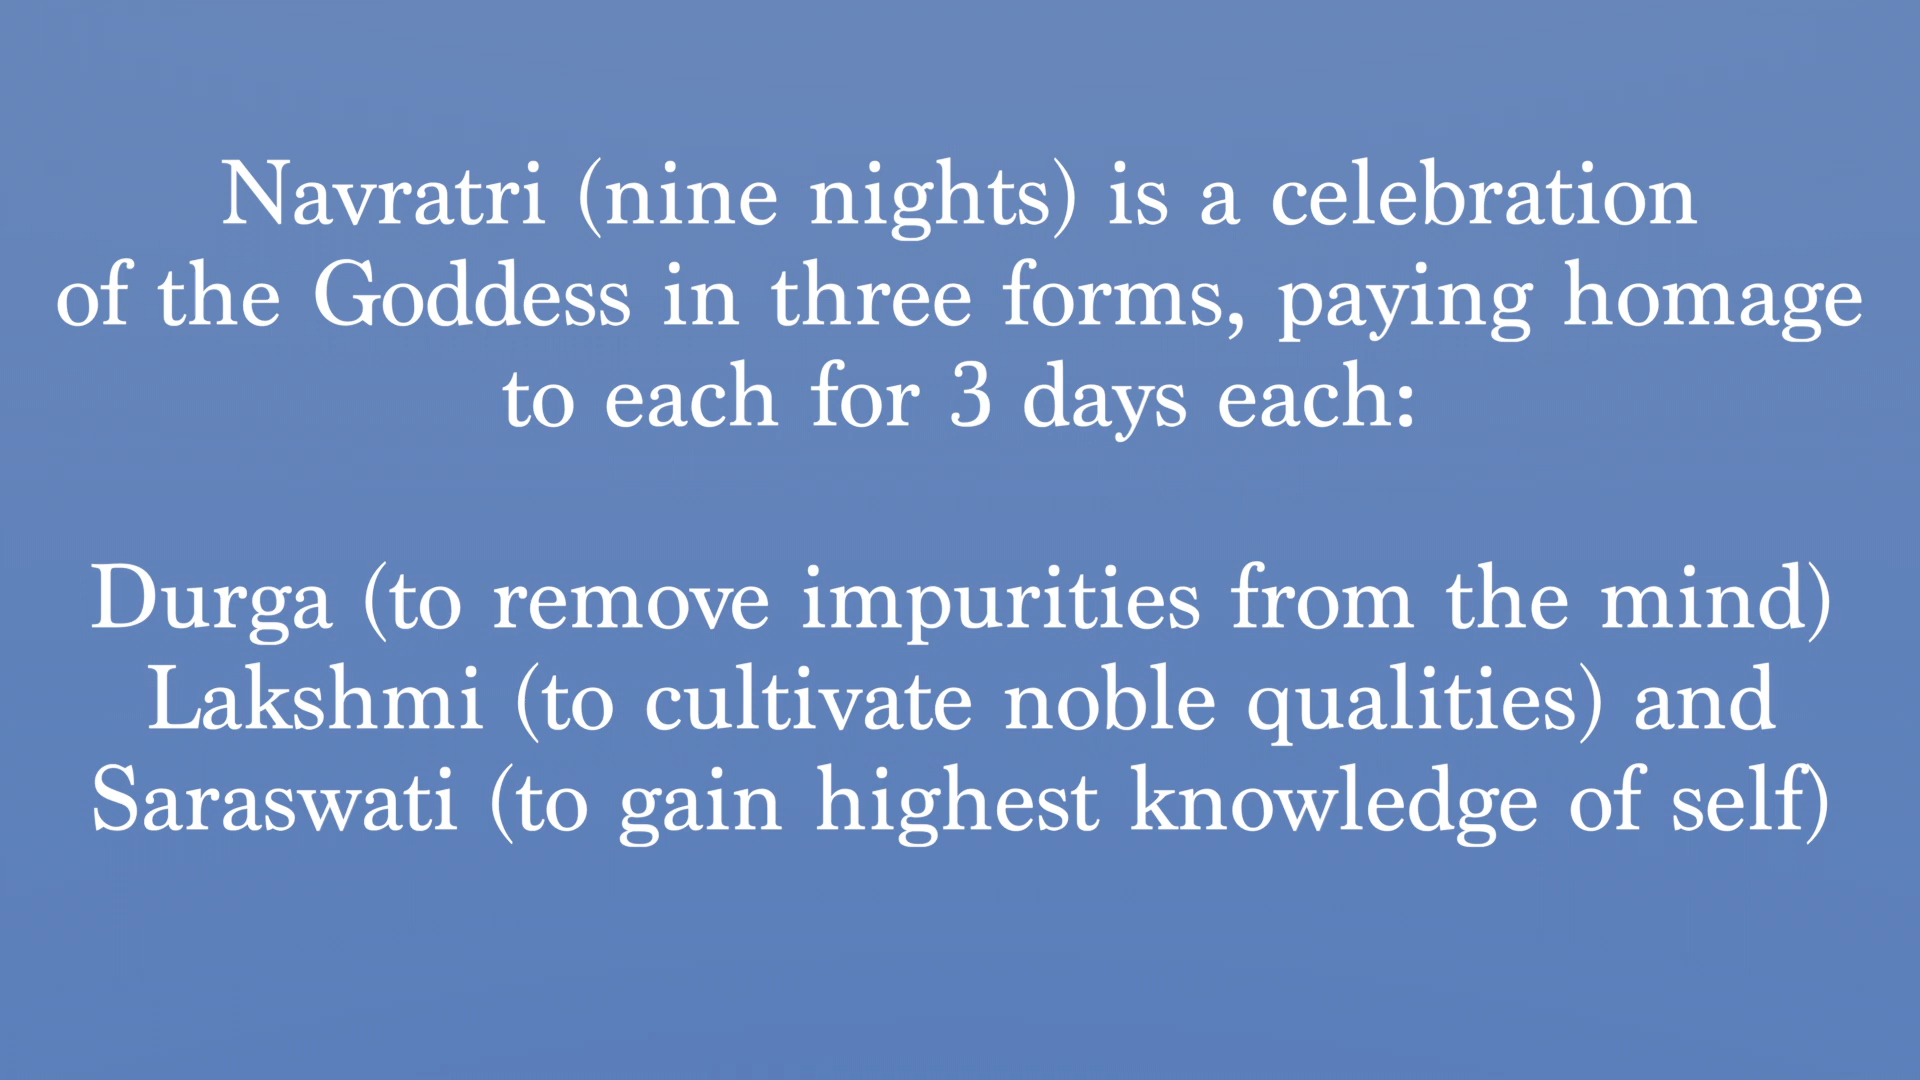 Navratri (nine nights) is a celebration
of the Goddess in three forms, paying homage
to each for 3 days each:
Durga (to remove impurities from the mind)
Lakshmi (to cultivate noble qualities) and
Saraswati (to gain highest knowledge of self)